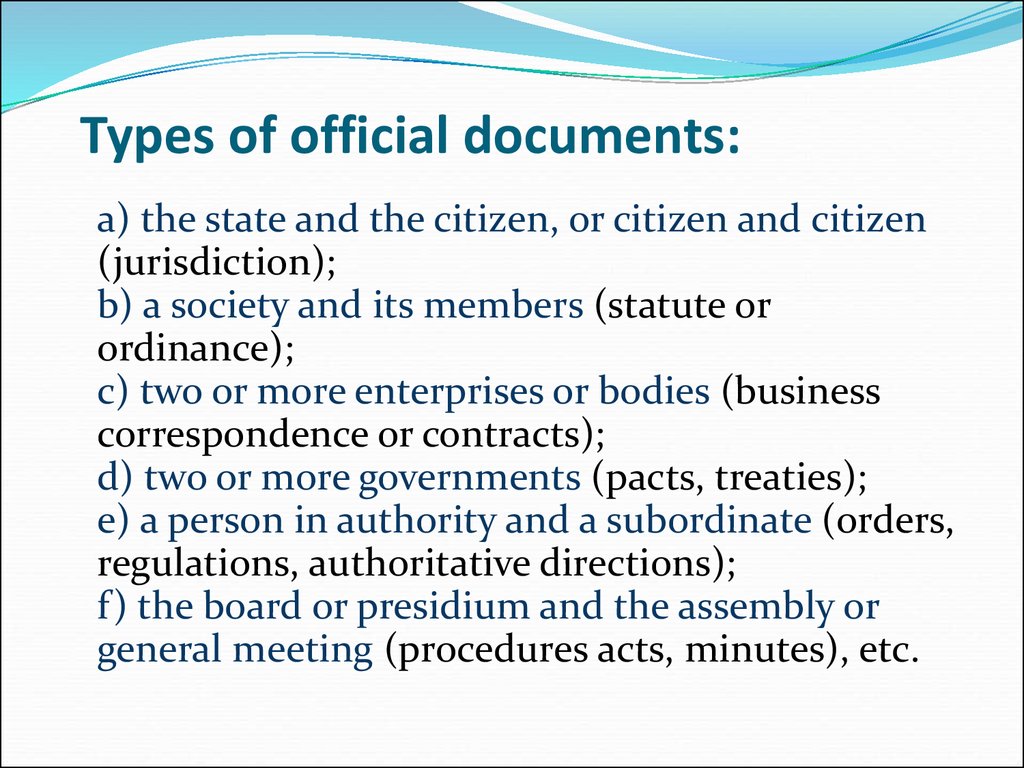 Types of official documents:
a) the state and the citizen, or citizen and citizen
(jurisdiction);
b) a society and its members (statute or
ordinance);
c) two or more enterprises or bodies (business
correspondence or contracts);
d) two or more governments (pacts, treaties);
e) a person in authority and a subordinate (orders,
regulations, authoritative directions);
f) the board or presidium and the assembly or
general meeting (procedures acts, minutes), etc.